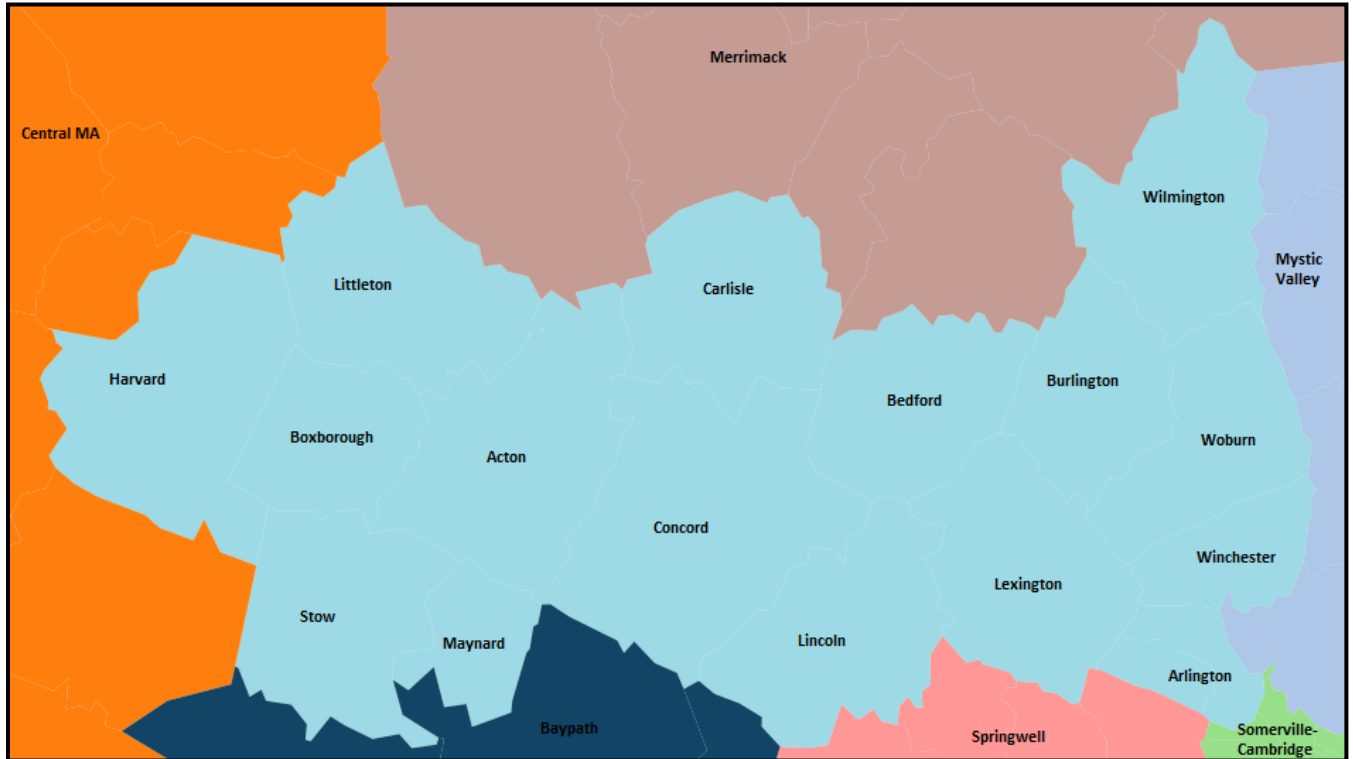 Merrimack
Central MA
Wilmington
Mystic
Valley
Littleton
Carlisle
Harvard
Burlington
Bedford
Boxborough
Woburn
Acton
Concord
Winchester
Lexington
Stow
Maynard
Lincoln
Arlington
Baypath
Springwell
Somerville-
Cambridge